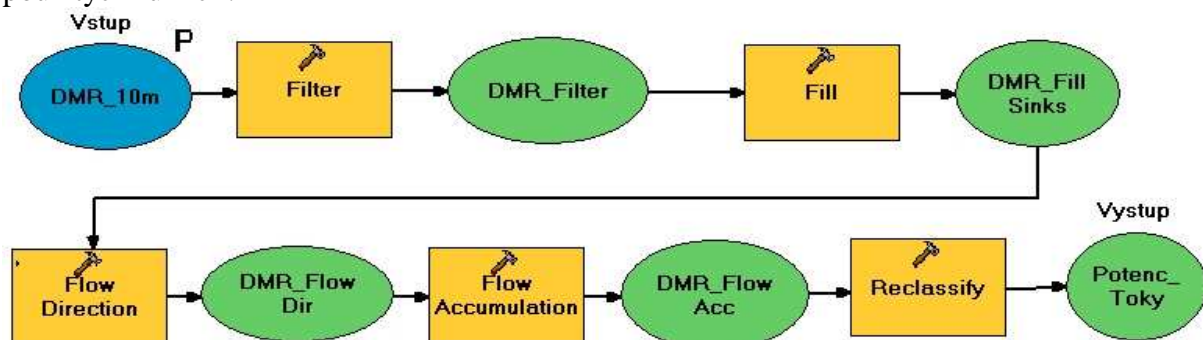 Vstup
P
DMR_10m
Filter
DMR_Filter
Fill
DMR_Fill
Sinks
Vystup
Flow
Direction
DMR_Flow
Dir
Flow
Accumulation
DMR_Flow
Acc
Reclassify
Potenc_
Toky